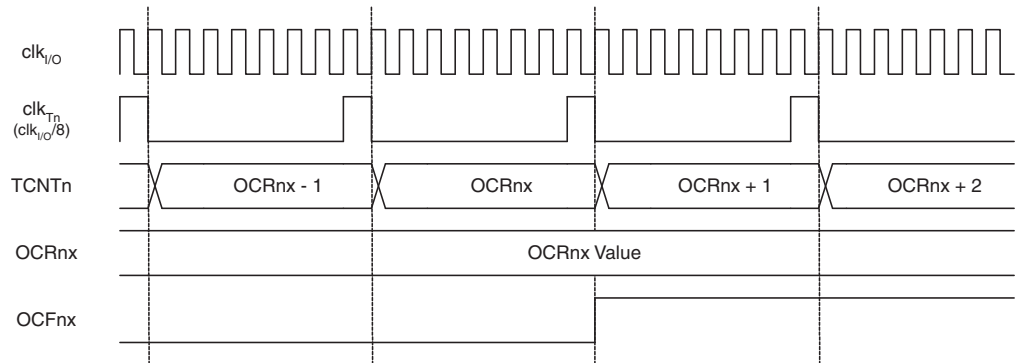 clkI/O
clkTn
(clkI/O/8)
TCNTn OCRnx - 1 OCRnx OCRnx + 1 OCRnx + 2
OCRnx OCRnx Value
OCFnx